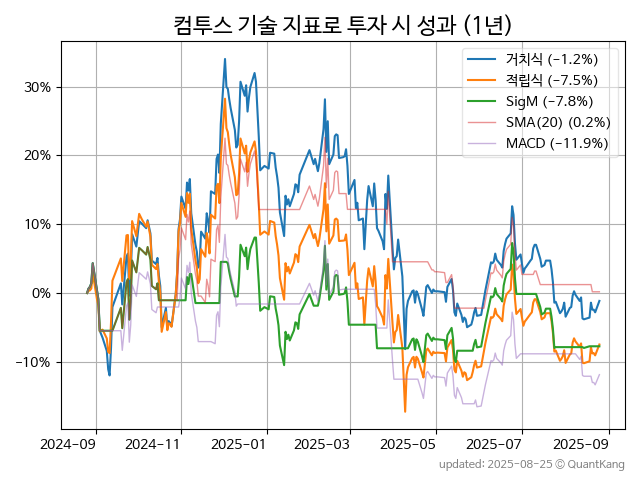 컴투스 기술 지표로 투자 시 성과 (1년)
거치식 (−1.2%)
적립식 (−7.5%)
SigM (−7.8%)
SMA(20) (0.2%)
MACD (−11.9%)
30%
20%
10%
0%
−10%
2024-09 2024-11 2025-01 2025-03 2025-05 2025-07 2025-09
updated: 2025-08-25 ⓒ QuantKang